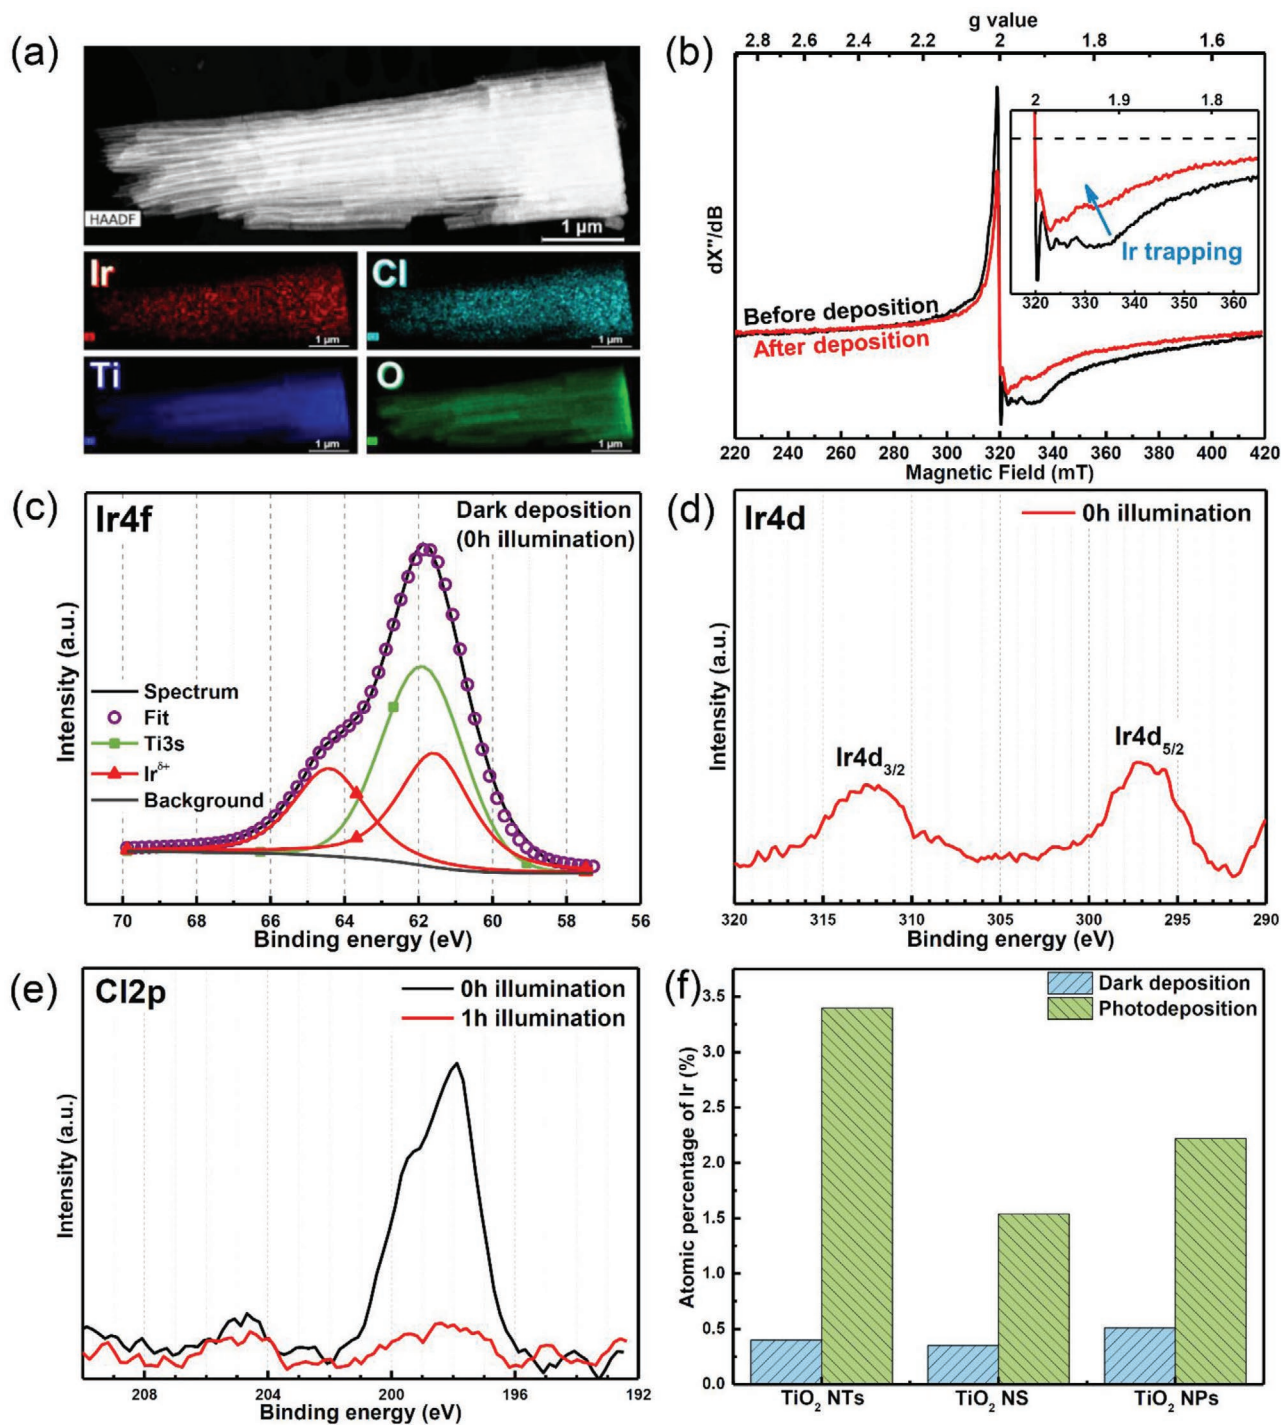 (a)
HAADF
1 µm
Ir
1 µm
Cl
1 µm
Ti
1 µm
O
1 µm
(b)
g value
2.8 2.6 2.4 2.2 2 1.8 1.6
2 1.9 1.8
Ir trapping
320 330 340 350 360
dX"/dB
Before deposition
After deposition
220 240 260 280 300 320 340 360 380 400 420
Magnetic Field (mT)
(c)
Ir4f
Dark deposition
(0h illumination)
Intensity (a.u.)
Spectrum
Fit
Ti3s
Irδ+
Background
70 68 66 64 62 60 58 56
Binding energy (eV)
(d)
Ir4d
0h illumination
Intensity (a.u.)
Ir4d3/2
Ir4d5/2
320 315 310 305 300 295 290
Binding energy (eV)
(e)
Cl2p
0h illumination
1h illumination
Intensity (a.u.)
208 204 200 196 192
Binding energy (eV)
(f)
Dark deposition
Photodeposition
Atomic percentage of Ir (%)
3.5
3.0
2.5
2.0
1.5
1.0
0.5
0.0
TiO2 NTs TiO2 NS TiO2 NPs